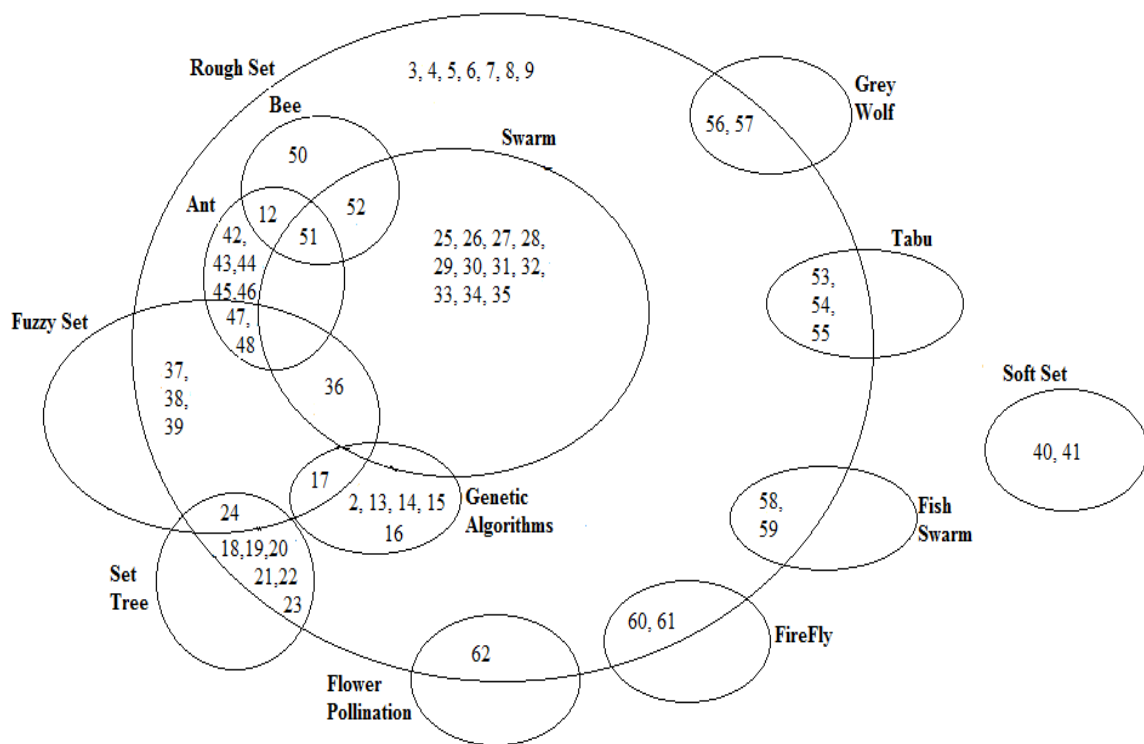 Rough Set
3, 4, 5, 6, 7, 8, 9
Grey
Wolf
56, 57
Bee
50
Swarm
52
Ant
12
51
42,
43,44
45,46
47,
48
25, 26, 27, 28,
29, 30, 31, 32,
33, 34, 35
Tabu
53,
54,
55
Fuzzy Set
37,
38,
39
36
Soft Set
40, 41
17
2, 13, 14, 15
16
Genetic
Algorithms
58,
59
Fish
Swarm
24
18,19,20
21,22
23
Set
Tree
60, 61
FireFly
62
Flower
Pollination